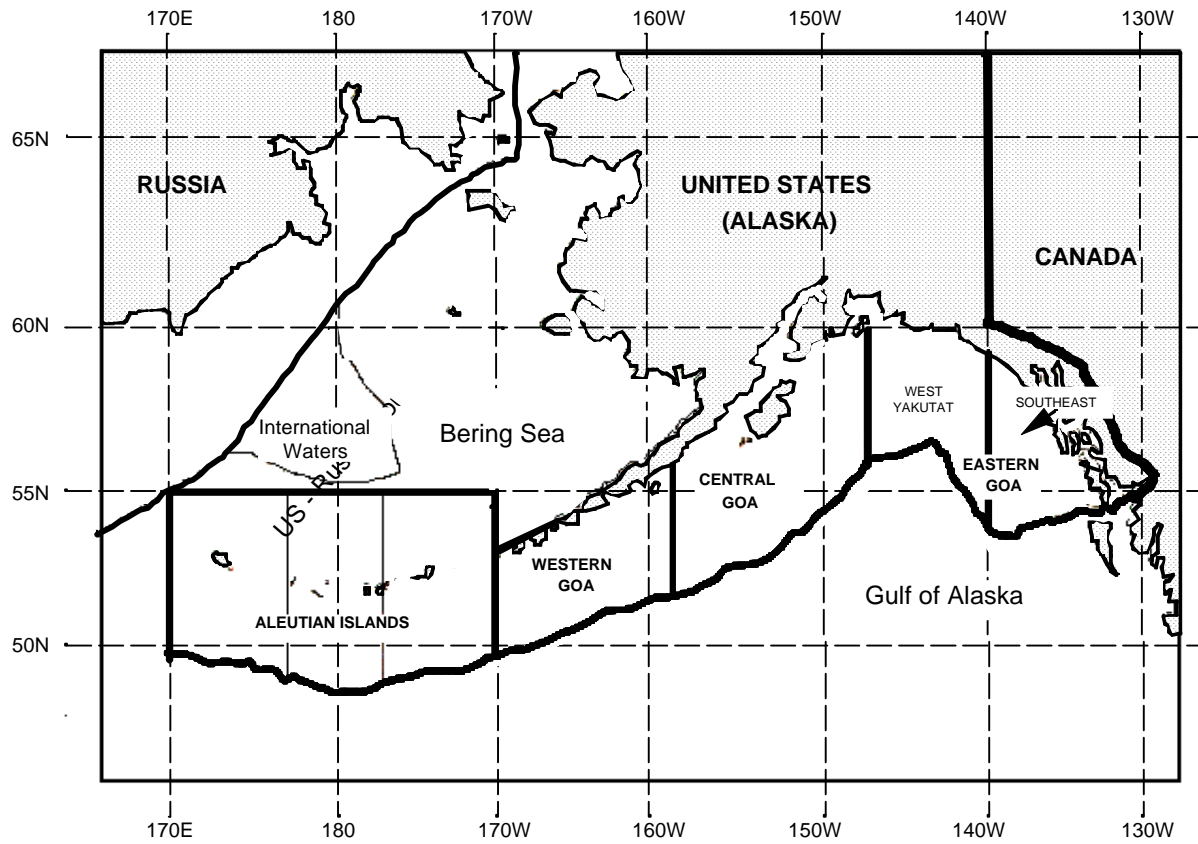 170E 180 170W 160W 150W 140W 130W
65N
RUSSIA
UNITED STATES
(ALASKA)
CANADA
60N
WEST
YAKUTAT
SOUTHEAST
International
Waters
Bering Sea
EASTERN
GOA
CENTRAL
GOA
55N
US - Rus
WESTERN
GOA
Gulf of Alaska
ALEUTIAN ISLANDS
50N
170E 180 170W 160W 150W 140W 130W